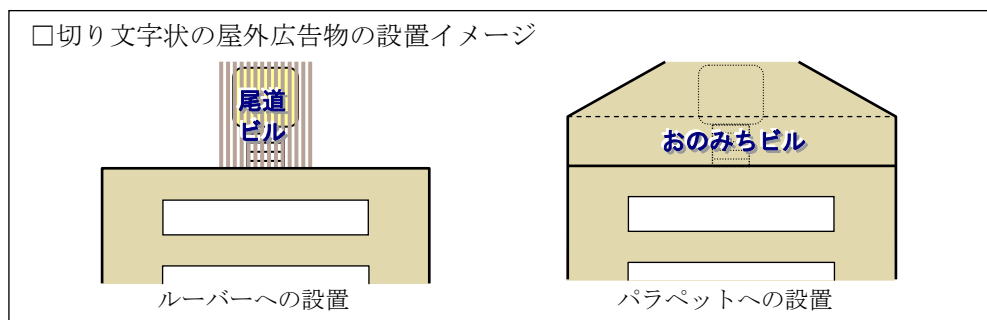 □切り文字状の屋外広告物の設置イメージ
尾道
ビル
おのみちビル
ルーバーへの設置
パラペットへの設置